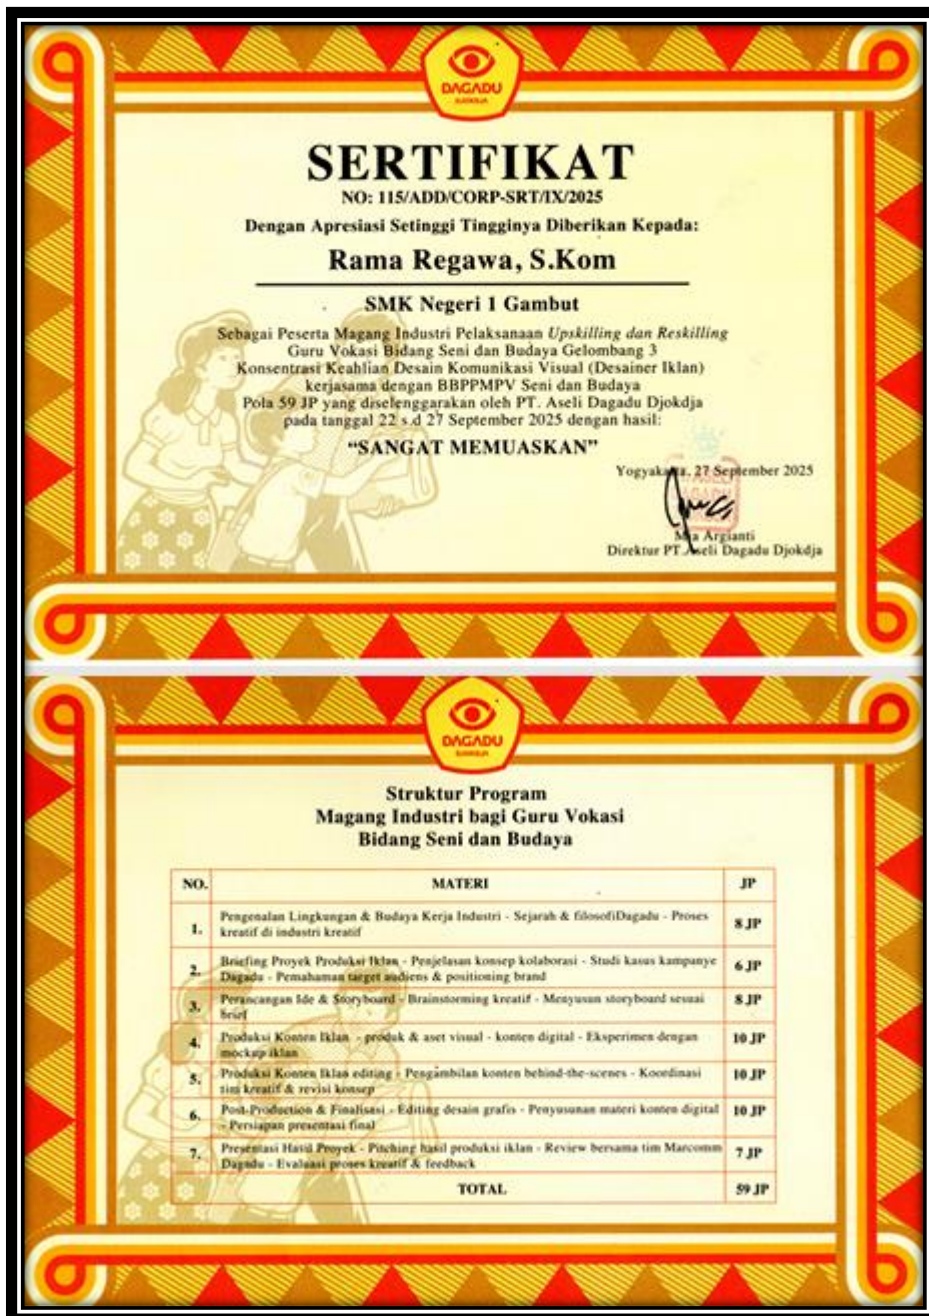 DAGADU
DJOKDJA
SERTIFIKAT
NO: 115/ADD/CORP-SRT/IX/2025
Dengan Apresiasi Setinggi Tingginya Diberikan Kepada:
Rama Regawa, S.Kom
SMK Negeri 1 Gambut
Sebagai Peserta Magang Industri Pelaksanaan Upskilling dan Reskilling
Guru Vokasi Bidang Seni dan Budaya Gelombang 3
Konsentrasi Keahlian Desain Komunikasi Visual (Desainer Iklan)
kerjasama dengan BBPPMPV Seni dan Budaya
Pola 59 JP yang diselenggarakan oleh PT. Aseli Dagadu Djokdja
pada tanggal 22 s.d 27 September 2025 dengan hasil:
“SANGAT MEMUASKAN”
Yogyakarta, 27 September 2025
ASELI
DAGADU
Mia Argianti
Direktur PT.Aseli Dagadu Djokdja
DAGADU
DJOKDJA
Struktur Program
Magang Industri bagi Guru Vokasi
Bidang Seni dan Budaya
NO. MATERI JP
1. Pengenalan Lingkungan & Budaya Kerja Industri - Sejarah & filosofiDagadu - Proses
kreatif di industri kreatif 8 JP
2. Briefing Proyek Produksi Iklan - Penjelasan konsep kolaborasi - Studi kasus kampanye
Dagadu - Pemahaman target audiens & positioning brand 6 JP
3. Perancangan Ide & Storyboard - Brainstorming kreatif - Menyusun storyboard sesuai
brief 8 JP
4. Produksi Konten Iklan - produk & aset visual - konten digital - Eksperimen dengan
mockup iklan 10 JP
5. Produksi Konten Iklan editing - Pengambilan konten behind-the-scenes - Koordinasi
tim kreatif & revisi konsep 10 JP
6. Post-Production & Finalisasi - Editing desain grafis - Penyusunan materi konten digital
- Persiapan presentasi final 10 JP
7. Presentasi Hasil Proyek - Pitching hasil produksi iklan - Review bersama tim Marcomm
Dagadu - Evaluasi proses kreatif & feedback 7 JP
TOTAL 59 JP